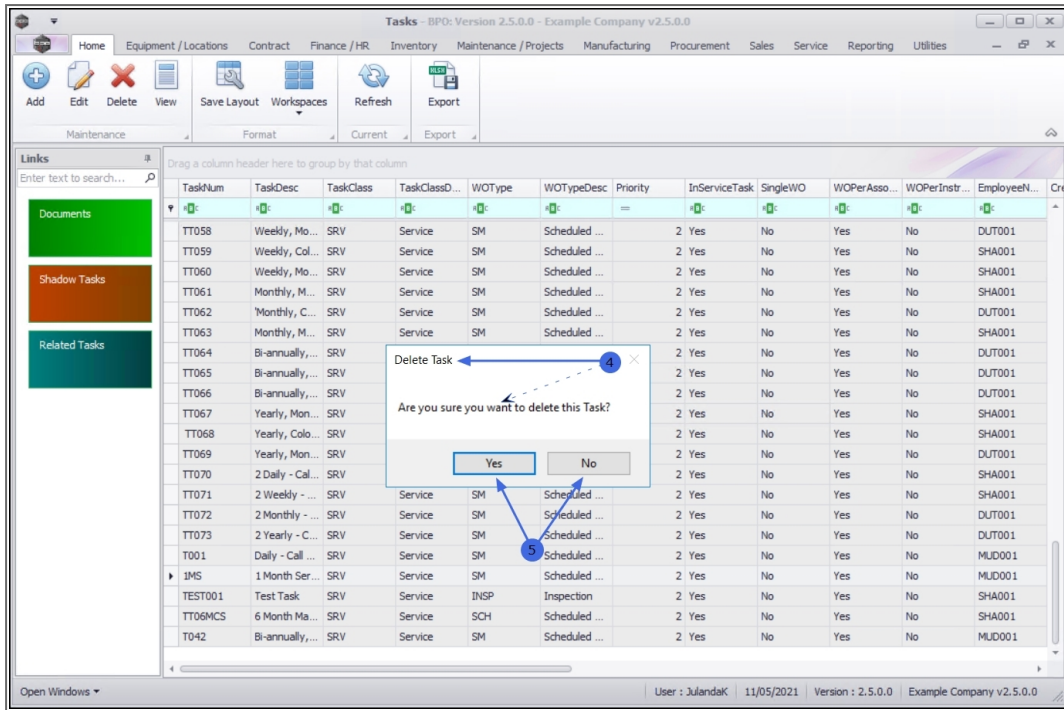 Tasks - BPO: Version 2.5.0.0 - Example Company v2.5.0.0
Home Equipment / Locations Contract Finance / HR Inventory Maintenance / Projects Manufacturing Procurement Sales Service Reporting Utilities
Add Edit Delete View Save Layout Workspaces Refresh Export
Maintenance Format Current Export
Links
Enter text to search...
Documents
Shadow Tasks
Related Tasks
Drag a column header here to group by that column
TaskNum TaskDesc TaskClass TaskClassD... WOType WOTypeDesc Priority InServiceTask SingleWO WOPerAsso... WOPerInstr... EmployeeN... Cre
=
TT058 Weekly, Mo... SRV Service SM Scheduled ... 2 Yes No Yes No DUT001
TT059 Weekly, Col... SRV Service SM Scheduled ... 2 Yes No Yes No SHA001
TT060 Weekly, Mo... SRV Service SM Scheduled ... 2 Yes No Yes No SHA001
TT061 Monthly, M... SRV Service SM Scheduled ... 2 Yes No Yes No SHA001
TT062 'Monthly, C... SRV Service SM Scheduled ... 2 Yes No Yes No DUT001
TT063 Monthly, M... SRV Service SM Scheduled ... 2 Yes No Yes No SHA001
TT064 Bi-annually,... SRV 2 Yes No Yes No DUT001
TT065 Bi-annually,... SRV 2 Yes No Yes No DUT001
TT066 Bi-annually,... SRV 2 Yes No Yes No DUT001
TT067 Yearly, Mon... SRV 2 Yes No Yes No SHA001
TT068 Yearly, Colo... SRV 2 Yes No Yes No SHA001
TT069 Yearly, Mon... SRV 2 Yes No Yes No SHA001
TT070 2 Daily - Cal... SRV 2 Yes No Yes No SHA001
TT071 2 Weekly - ... SRV Service SM Scheduled ... 2 Yes No Yes No SHA001
TT072 2 Monthly - ... SRV Service SM Scheduled ... 2 Yes No Yes No DUT001
TT073 2 Yearly - C... SRV Service SM Scheduled ... 2 Yes No Yes No DUT001
T001 Daily - Call ... SRV Service SM Scheduled ... 2 Yes No Yes No MUD001
1MS 1 Month Ser... SRV Service SM Scheduled ... 2 Yes No Yes No MUD001
TEST001 Test Task SRV Service INSP Inspection 2 Yes No Yes No SHA001
TT06MCS 6 Month Ma... SRV Service SCH Scheduled ... 2 Yes No Yes No SHA001
T042 Bi-annually,... SRV Service SM Scheduled ... 2 Yes No Yes No MUD001
Delete Task
4
Are you sure you want to delete this Task?
Yes No
5
Open Windows User : JulandaK 11/05/2021 Version : 2.5.0.0 Example Company v2.5.0.0